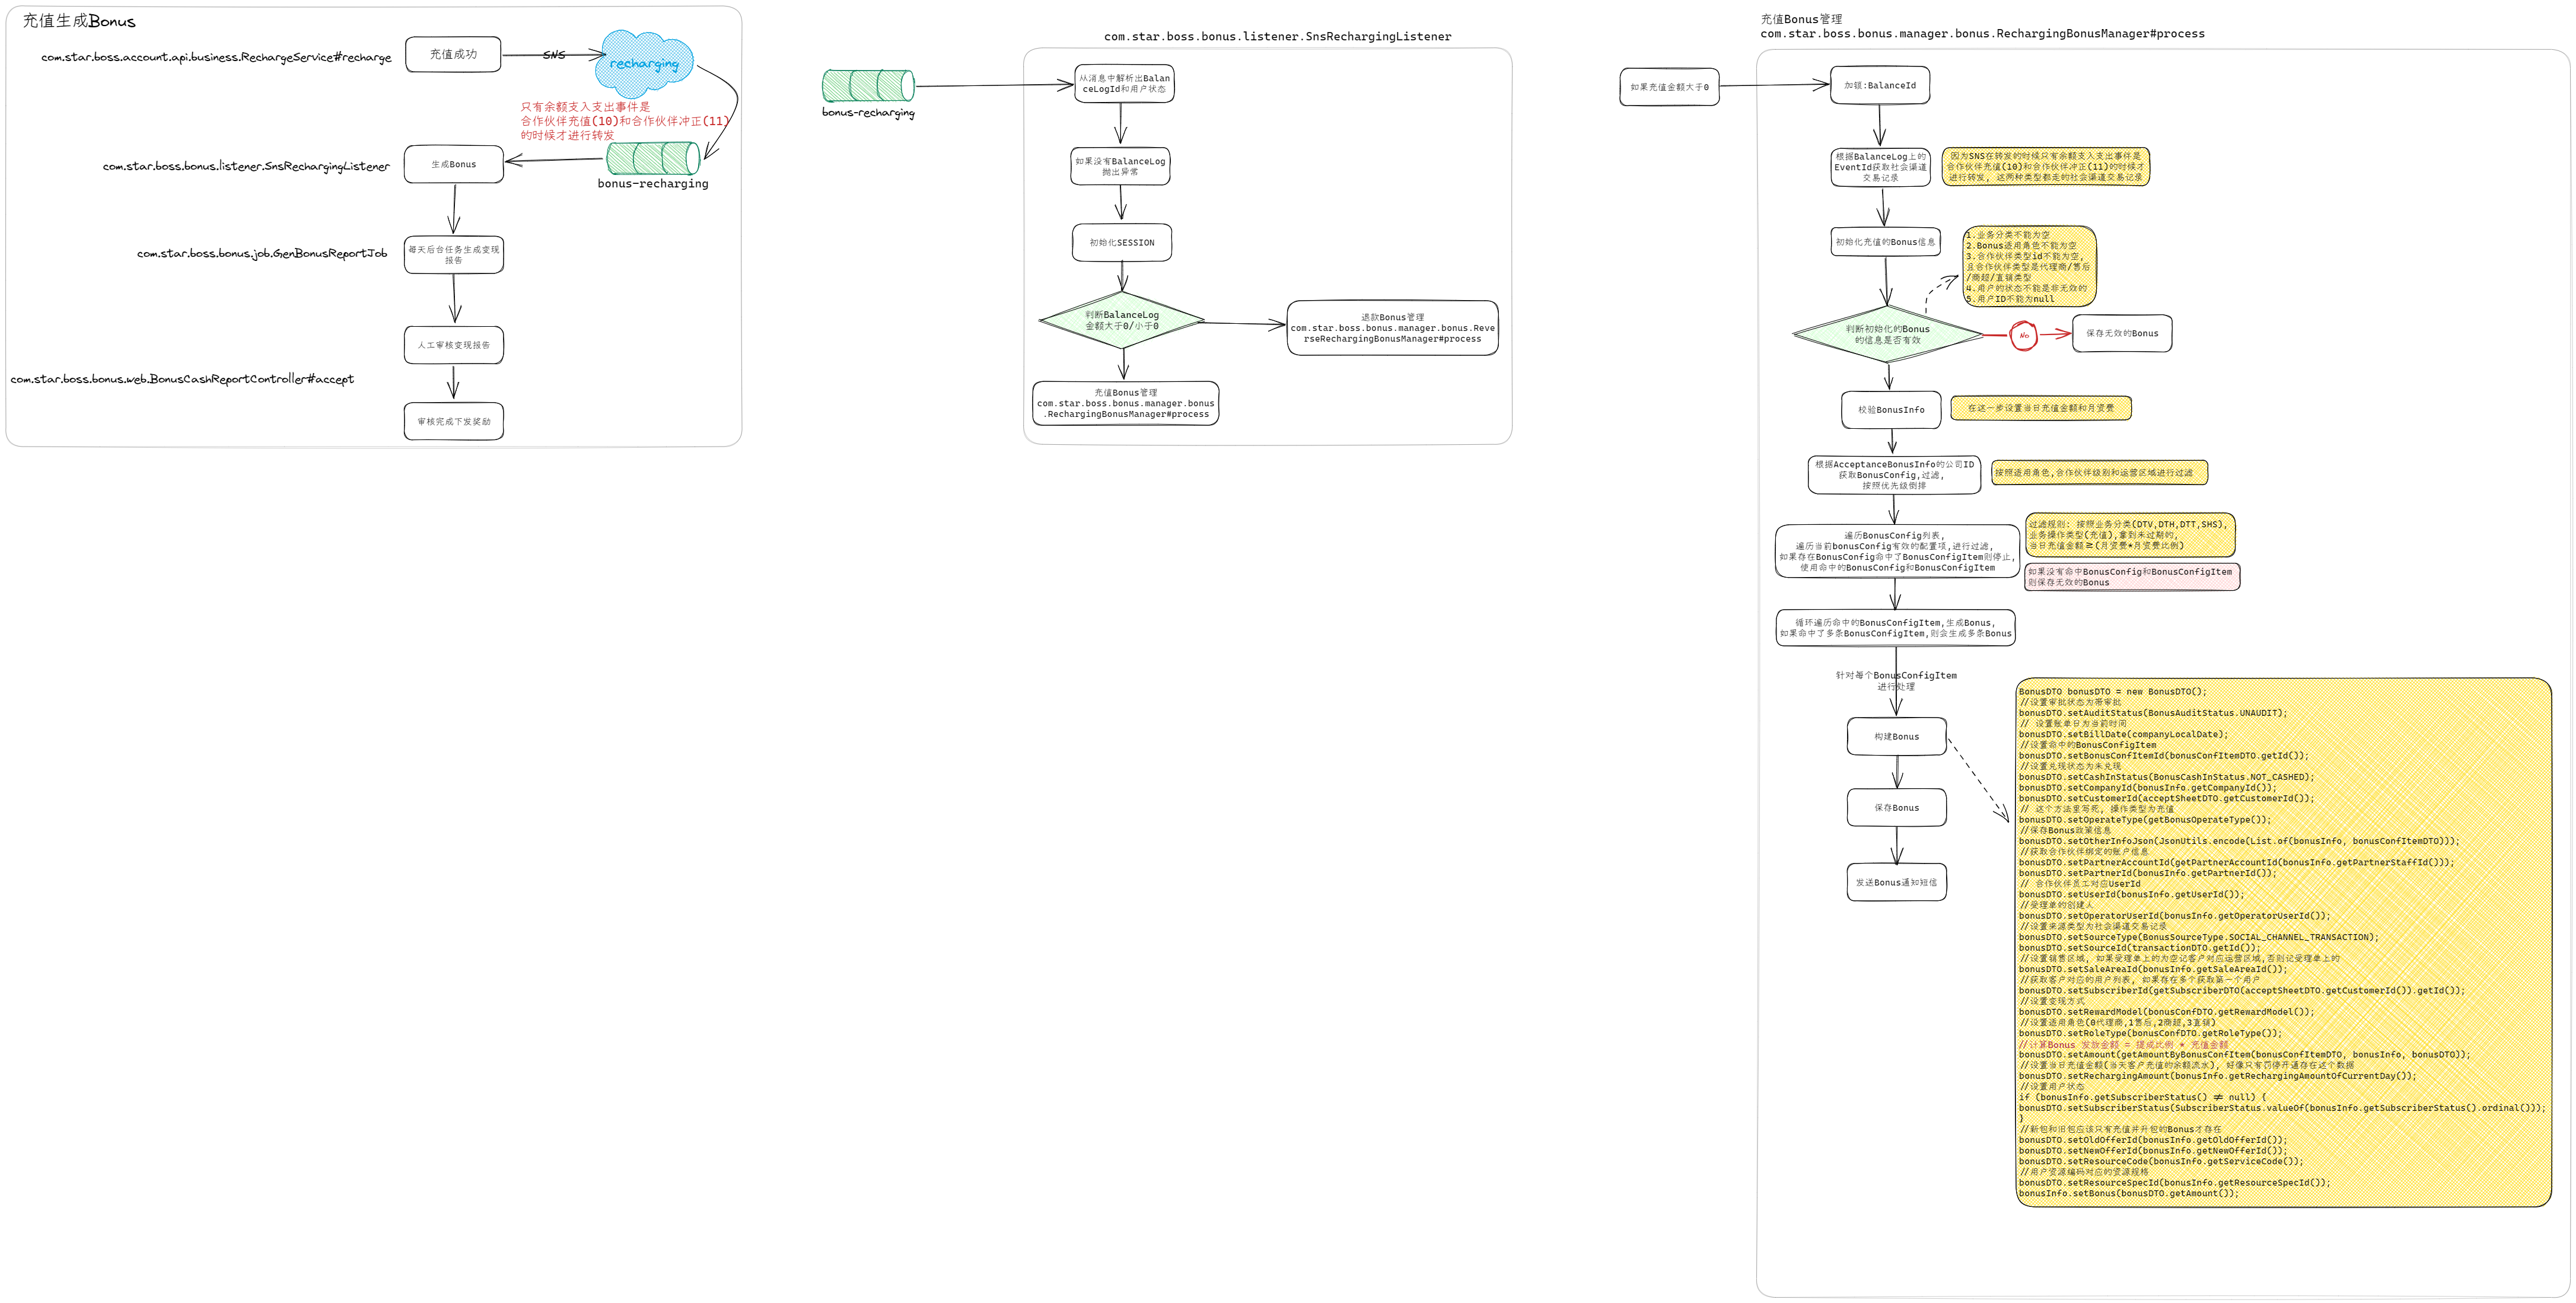 充值生成Bonus
com.star.boss.account.api.business.RechargeService#recharge
充值成功
SNS
recharging
只有余额支入支出事件是
合作伙伴充值(10)和合作伙伴冲正(11)
的时候才进行转发
com.star.boss.bonus.listener.SnsRechargingListener
生成Bonus
bonus-recharging
com.star.boss.bonus.job.GenBonusReportJob
每天后台任务生成变现
报告
人工审核变现报告
com.star.boss.bonus.web.BonusCashReportController#accept
审核完成下发奖励
com.star.boss.bonus.listener.SnsRechargingListener
bonus-recharging
从消息中解析出Balan
ceLogId和用户状态
如果没有BalanceLog
抛出异常
初始化SESSION
判断BalanceLog
金额大于0/小于0
退款Bonus管理
com.star.boss.bonus.manager.bonus.Reve
rseRechargingBonusManager#process
充值Bonus管理
com.star.boss.bonus.manager.bonus
.RechargingBonusManager#process
充值Bonus管理
com.star.boss.bonus.manager.bonus.RechargingBonusManager#process
如果充值金额大于0
加锁:BalanceId
根据BalanceLog上的
EventId获取社会渠道
交易记录
因为SNS在转发的时候只有余额支入支出事件是
合作伙伴充值(10)和合作伙伴冲正(11)的时候才
进行转发, 这两种类型都走的社会渠道交易记录
初始化充值的Bonus信息
1.业务分类不能为空
2.Bonus适用角色不能为空
3.合作伙伴类型id不能为空,
且合作伙伴类型是代理商/售后
/商超/直销类型
4.用户的状态不能是非无效的
5.用户ID不能为null
判断初始化的Bonus
的信息是否有效
No
保存无效的Bonus
校验BonusInfo
在这一步设置当日充值金额和月资费
根据AcceptanceBonusInfo的公司ID
获取BonusConfig,过滤,
按照优先级倒排
按照适用角色,合作伙伴级别和运营区域进行过滤
遍历BonusConfig列表,
遍历当前bonusConfig有效的配置项,进行过滤,
如果存在BonusConfig命中了BonusConfigItem则停止,
使用命中的BonusConfig和BonusConfigItem
过滤规则: 按照业务分类(DTV,DTH,DTT,SHS),
业务操作类型(充值),拿到未过期的,
当日充值金额≥(月资费*月资费比例)
如果没有命中BonusConfig和BonusConfigItem
则保存无效的Bonus
循环遍历命中的BonusConfigItem,生成Bonus,
如果命中了多条BonusConfigItem,则会生成多条Bonus
针对每个BonusConfigItem
进行处理
构建Bonus
保存Bonus
发送Bonus通知短信
BonusDTO bonusDTO = new BonusDTO();
//设置审批状态为带审批
bonusDTO.setAuditStatus(BonusAuditStatus.UNAUDIT);
// 设置账单日为当前时间
bonusDTO.setBillDate(companyLocalDate);
//设置命中的BonusConfigItem
bonusDTO.setBonusConfItemId(bonusConfItemDTO.getId());
//设置兑现状态为未兑现
bonusDTO.setCashInStatus(BonusCashInStatus.NOT_CASHED);
bonusDTO.setCompanyId(bonusInfo.getCompanyId());
bonusDTO.setCustomerId(acceptSheetDTO.getCustomerId());
// 这个方法里写死, 操作类型为充值
bonusDTO.setOperateType(getBonusOperateType());
//保存Bonus政策信息
bonusDTO.setOtherInfoJson(JsonUtils.encode(List.of(bonusInfo, bonusConfItemDTO)));
//获取合作伙伴绑定的账户信息
bonusDTO.setPartnerAccountId(getPartnerAccountId(bonusInfo.getPartnerStaffId()));
bonusDTO.setPartnerId(bonusInfo.getPartnerId());
// 合作伙伴员工对应UserId
bonusDTO.setUserId(bonusInfo.getUserId());
//受理单的创建人
bonusDTO.setOperatorUserId(bonusInfo.getOperatorUserId());
//设置来源类型为社会渠道交易记录
bonusDTO.setSourceType(BonusSourceType.SOCIAL_CHANNEL_TRANSACTION);
bonusDTO.setSourceId(transactionDTO.getId());
//设置销售区域, 如果受理单上的为空记客户对应运营区域,否则记受理单上的
bonusDTO.setSaleAreaId(bonusInfo.getSaleAreaId());
//获取客户对应的用户列表, 如果存在多个获取第一个用户
bonusDTO.setSubscriberId(getSubscriberDTO(acceptSheetDTO.getCustomerId()).getId());
//设置变现方式
bonusDTO.setRewardModel(bonusConfDTO.getRewardModel());
//设置适用角色(0代理商,1售后,2商超,3直销)
bonusDTO.setRoleType(bonusConfDTO.getRoleType());
//计算Bonus 发放金额 = 提成比例 * 充值金额
bonusDTO.setAmount(getAmountByBonusConfItem(bonusConfItemDTO, bonusInfo, bonusDTO));
//设置当日充值金额(当天客户充值的余额流水), 好像只有罚停开通存在这个数据
bonusDTO.setRechargingAmount(bonusInfo.getRechargingAmountOfCurrentDay());
//设置用户状态
if (bonusInfo.getSubscriberStatus() != null) {
bonusDTO.setSubscriberStatus(SubscriberStatus.valueOf(bonusInfo.getSubscriberStatus().ordinal()));
}
//新包和旧包应该只有充值并升包的Bonus才存在
bonusDTO.setOldOfferId(bonusInfo.getOldOfferId());
bonusDTO.setNewOfferId(bonusInfo.getNewOfferId());
bonusDTO.setResourceCode(bonusInfo.getServiceCode());
//用户资源编码对应的资源规格
bonusDTO.setResourceSpecId(bonusInfo.getResourceSpecId());
bonusInfo.setBonus(bonusDTO.getAmount());